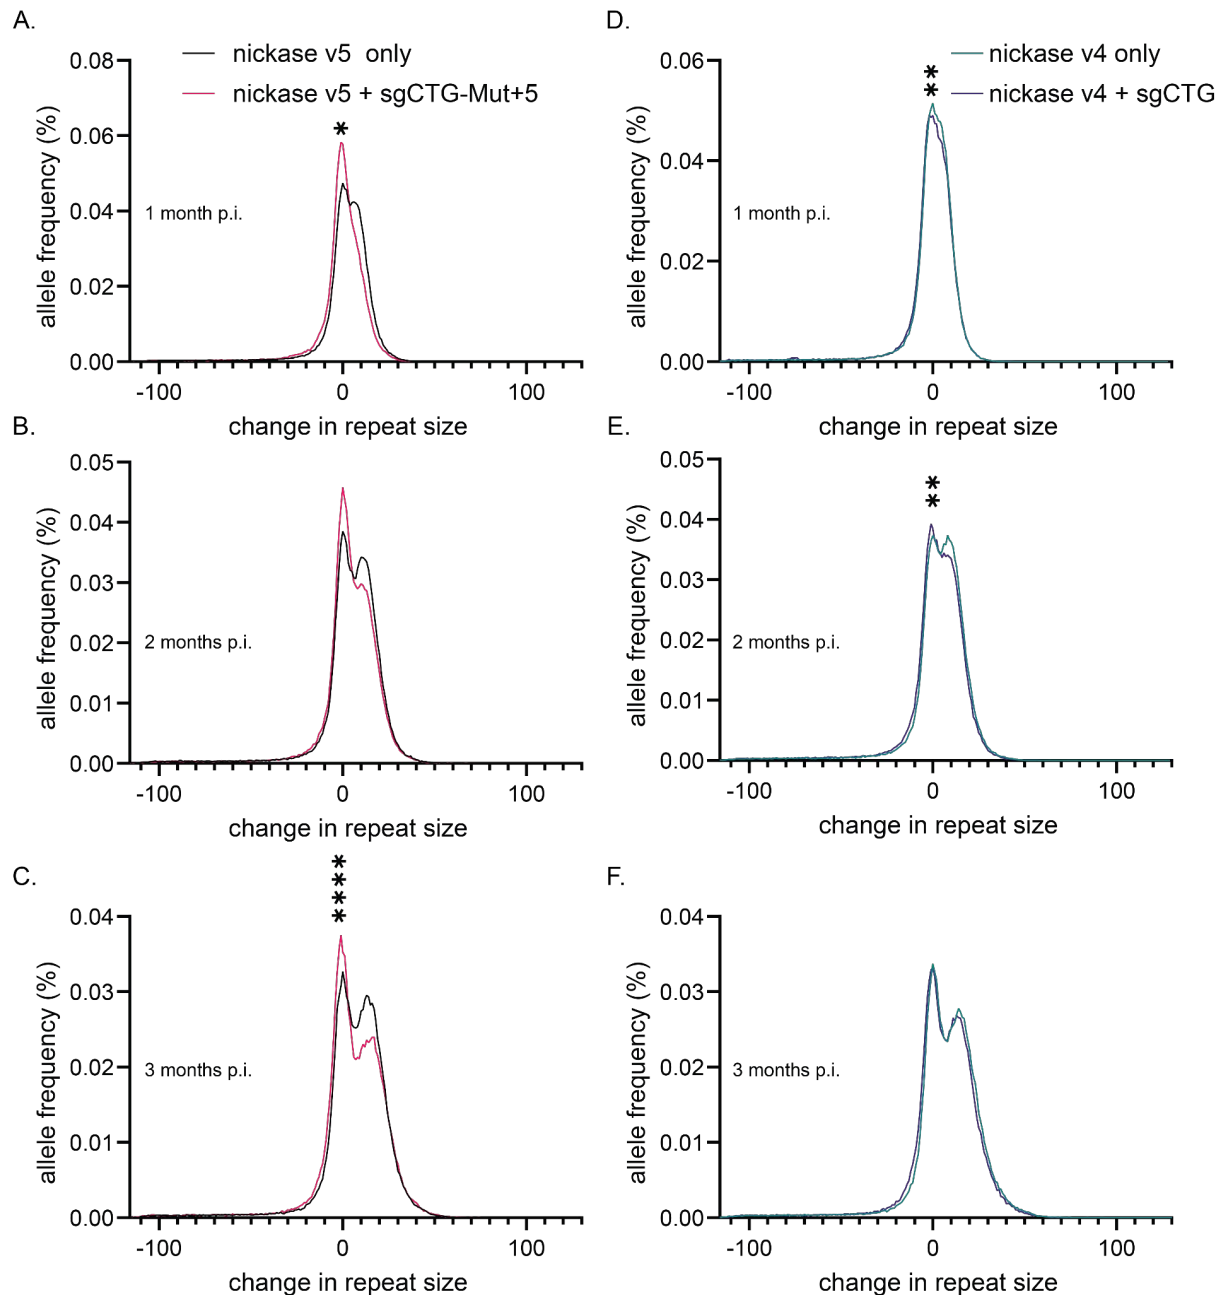 A.
nickase v5 only
nickase v5 + sgCTG-Mut+5
*
1 month p.i.
allele frequency (%)
0.08
0.06
0.04
0.02
0.00
-100 0 100
change in repeat size
D.
nickase v4 only
nickase v4 + sgCTG
**
1 month p.i.
allele frequency (%)
0.06
0.04
0.02
0.00
-100 0 100
change in repeat size
B.
2 months p.i.
allele frequency (%)
0.05
0.04
0.03
0.02
0.01
0.00
-100 0 100
change in repeat size
E.
**
2 months p.i.
allele frequency (%)
0.05
0.04
0.03
0.02
0.01
0.00
-100 0 100
change in repeat size
C.
****
3 months p.i.
allele frequency (%)
0.04
0.03
0.02
0.01
0.00
-100 0 100
change in repeat size
F.
3 months p.i.
allele frequency (%)
0.04
0.03
0.02
0.01
0.00
-100 0 100
change in repeat size